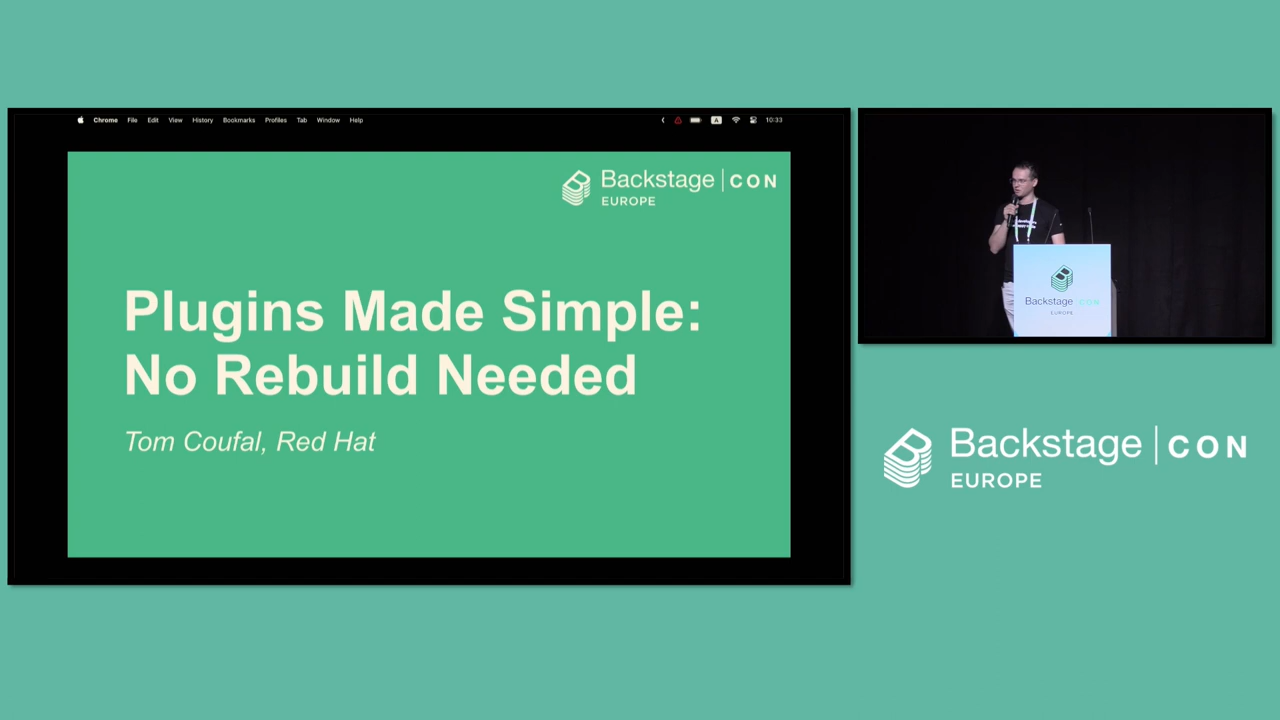 Chrome File Edit View History Bookmarks Profiles Tab Window Help
A 10:33
Backstage | CON
EUROPE
Plugins Made Simple:
No Rebuild Needed
Tom Coufal, Red Hat
Backstage CON
EUROPE
Backstage | CON
EUROPE